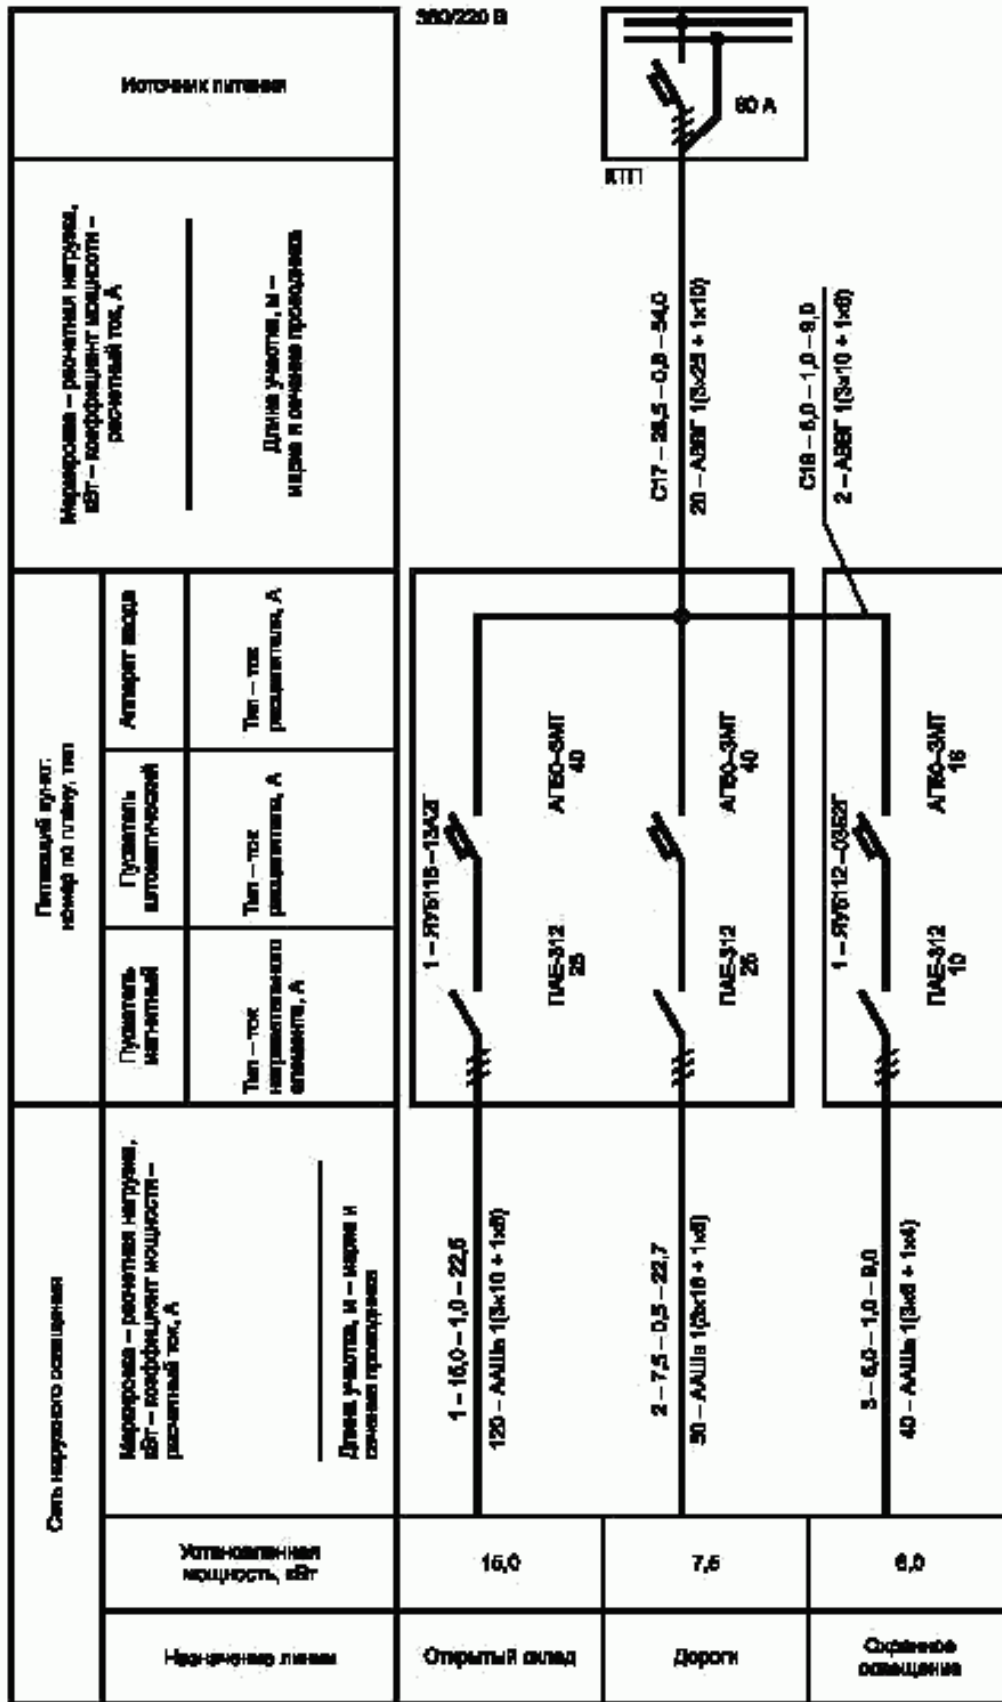 380/220 В
Источник питания
60 А
КТП
Маркировка – расчетная нагрузка,
кВт – коэффициент мощности –
расчетный ток, А
Длина участка, м –
марка и сечение проводника
С17 – 28,5 – 0,8 – 54,0
20 – АВВГ 1(3х25 + 1х10)
С18 – 6,0 – 1,0 – 9,0
2 – АВВГ 1(3х10 + 1х6)
Питающий пункт:
номер по плану, тип
Аппарат ввода
Тип – ток
расцепителя, А
Пускатель
автоматический
Тип – ток
расцепителя, А
Пускатель
магнитный
Тип – ток
нагревательного
элемента, А
1 – ЯУ5115–13А2Г
АП50–3МТ
40
ПАЕ-312
25
АП50–3МТ
40
ПАЕ-312
25
1 – ЯУ5112–03Б2Г
АП50–3МТ
16
ПАЕ-312
10
Сеть наружного освещения
Маркировка – расчетная нагрузка,
кВт – коэффициент мощности –
расчетный ток, А
Длина участка, м – марка и
сечение проводника
1 – 15,0 – 1,0 – 22,5
120 – ААШв 1(3х10 + 1х6)
2 – 7,5 – 0,5 – 22,7
50 – ААШв 1(3х16 + 1х6)
3 – 6,0 – 1,0 – 9,0
40 – ААШв 1(3х6 + 1х4)
Установленная
мощность, кВт
15,0
7,5
6,0
Назначение линии
Открытый склад
Дороги
Охранное
освещение